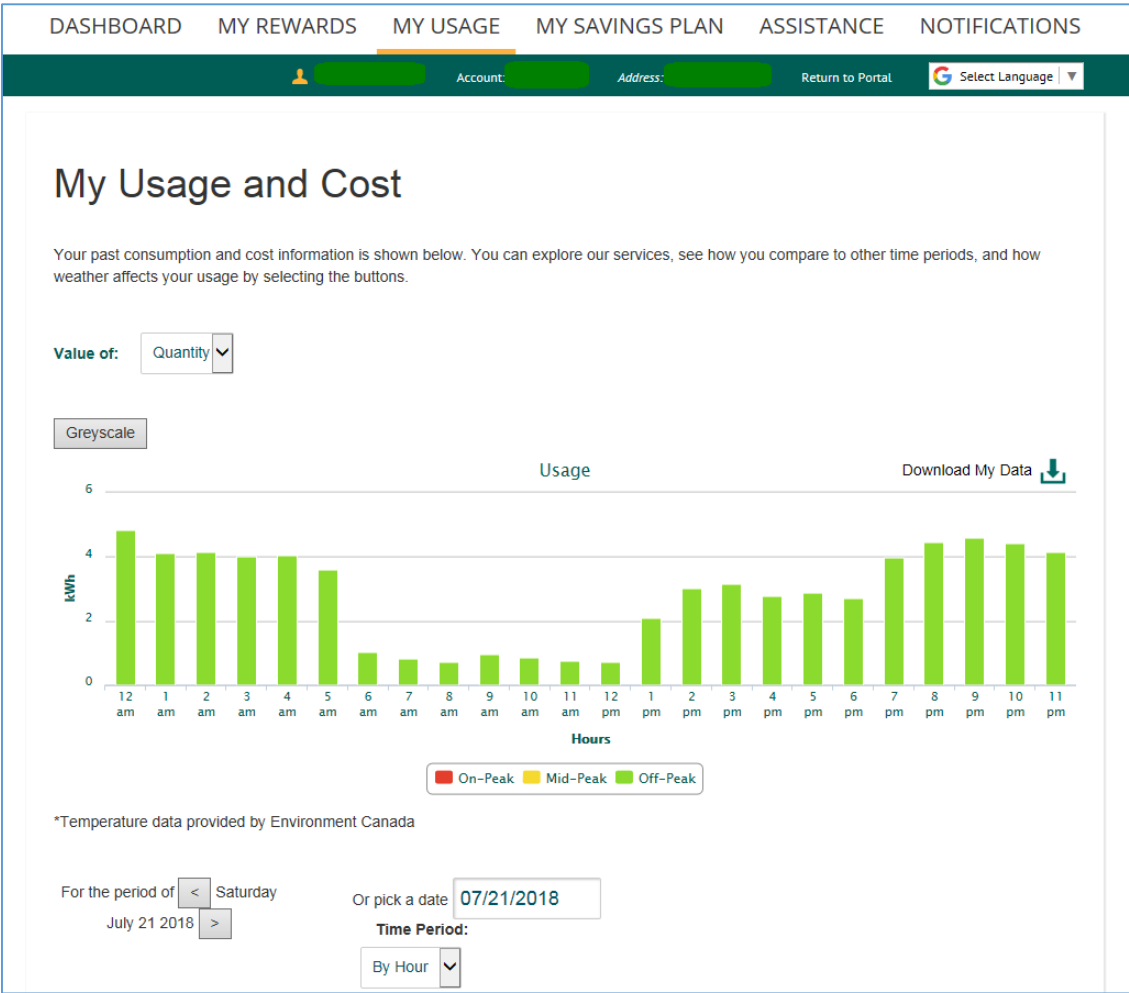 DASHBOARD MY REWARDS MY USAGE MY SAVINGS PLAN ASSISTANCE NOTIFICATIONS
Account: Address: Return to Portal G Select Language ▼
My Usage and Cost
Your past consumption and cost information is shown below. You can explore our services, see how you compare to other time periods, and how
weather affects your usage by selecting the buttons.
Value of: Quantity
Greyscale
Usage Download My Data
6
4
2
0
kWh
12 1 2 3 4 5 6 7 8 9 10 11 12 1 2 3 4 5 6 7 8 9 10 11
am am am am am am am am am am am am pm pm pm pm pm pm pm pm pm pm pm pm
Hours
On-Peak Mid-Peak Off-Peak
*Temperature data provided by Environment Canada
For the period of < Saturday Or pick a date 07/21/2018
July 21 2018 > Time Period:
By Hour